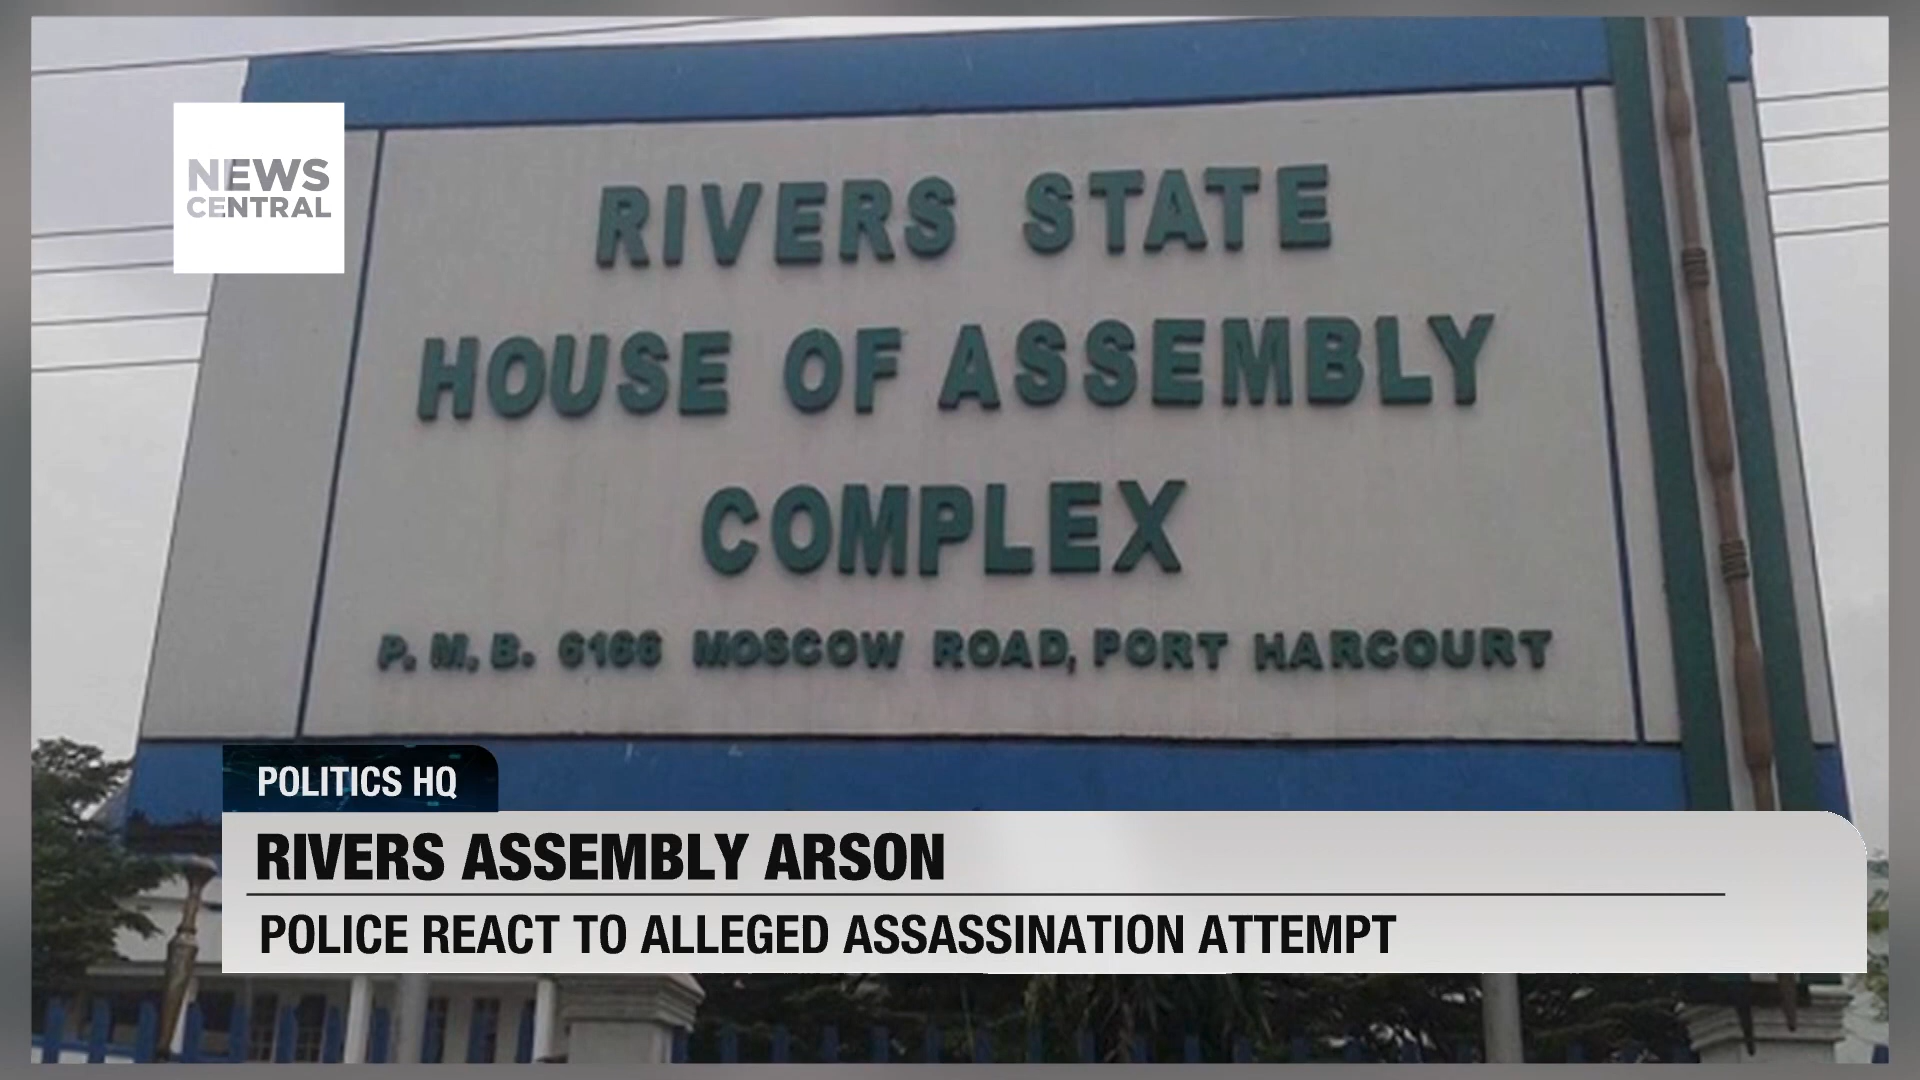 NEWS
CENTRAL
RIVERS STATE
HOUSE OF ASSEMBLY
COMPLEX
P. M. B. 6166 MOSCOW ROAD, PORT HARCOURT
POLITICS HQ
RIVERS ASSEMBLY ARSON
POLICE REACT TO ALLEGED ASSASSINATION ATTEMPT